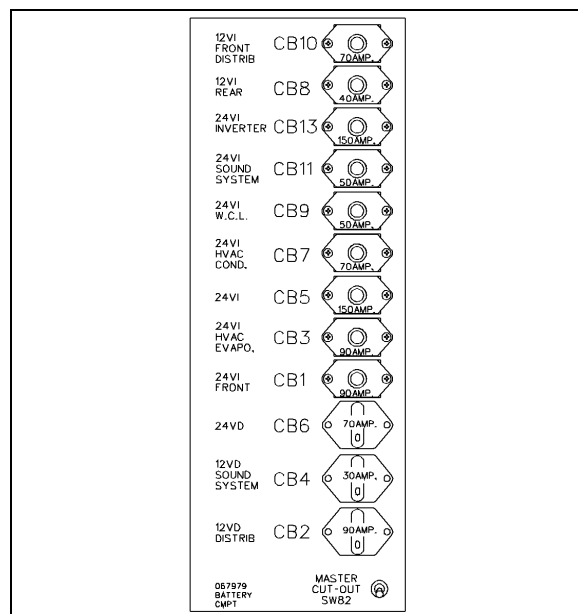 12VI
FRONT
DISTRIB
CB10
70AMP.
12VI
REAR
CB8
40AMP.
24VI
INVERTER
CB13
150AMP.
24VI
SOUND
SYSTEM
CB11
50AMP.
24VI
W.C.L.
CB9
50AMP.
24VI
HVAC
COND.
CB7
70AMP.
24VI
CB5
150AMP.
24VI
HVAC
EVAPO.
CB3
90AMP.
24VI
FRONT
CB1
90AMP.
24VD
CB6
70AMP.
0
12VD
SOUND
SYSTEM
CB4
30AMP.
0
12VD
DISTRIB
CB2
90AMP.
0
067979
BATTERY
CMPT
MASTER
CUT-OUT
SW82